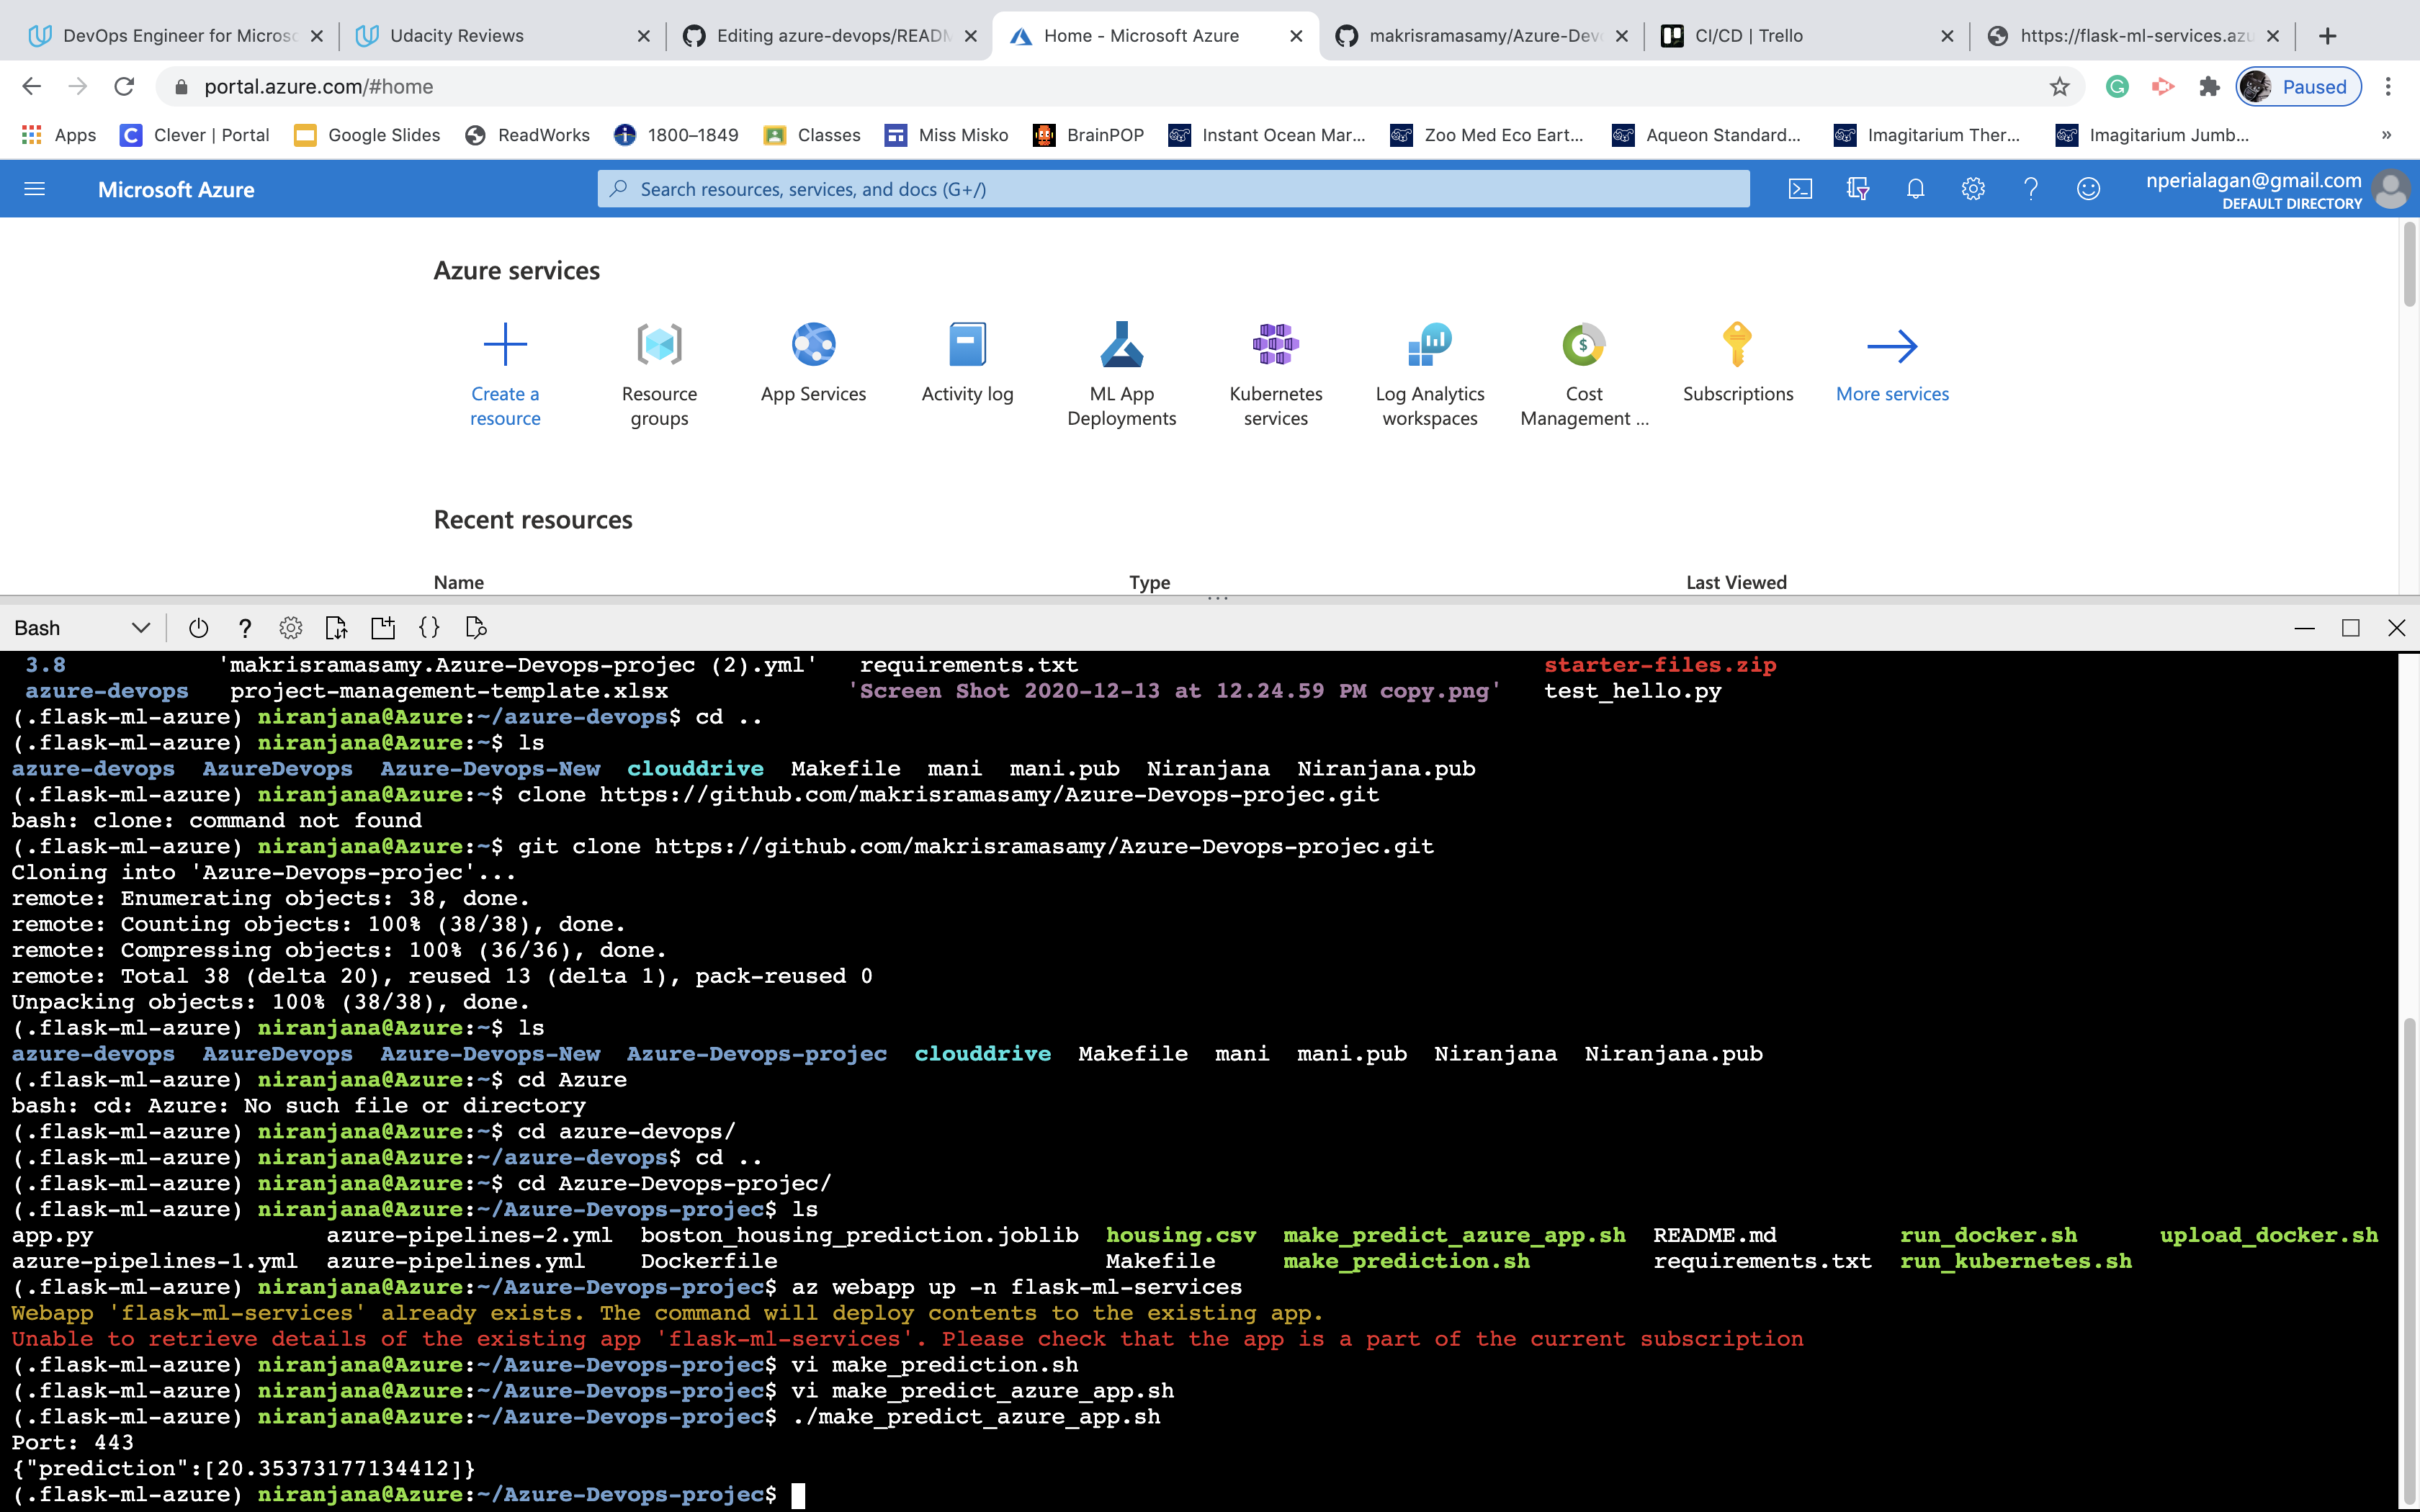 DevOps Engineer for Microso
Udacity Reviews
Editing azure-devops/READM
Home - Microsoft Azure
makrisramasamy/Azure-Devo
CI/CD | Trello
https://flask-ml-services.azu
portal.azure.com/#home
Paused
Apps
Clever | Portal
Google Slides
ReadWorks
1800–1849
Classes
Miss Misko
BrainPOP
Instant Ocean Mar...
Zoo Med Eco Eart...
Aqueon Standard...
Imagitarium Ther...
Imagitarium Jumb...
»
Microsoft Azure
Search resources, services, and docs (G+/)
nperialagan@gmail.com
DEFAULT DIRECTORY
Azure services
Create a resource
Resource groups
App Services
Activity log
ML App Deployments
Kubernetes services
Log Analytics workspaces
Cost Management ...
Subscriptions
More services
Recent resources
Name Type Last Viewed
Bash
3.8 'makrisramasamy.Azure-Devops-projec (2).yml' requirements.txt starter-files.zip
azure-devops project-management-template.xlsx 'Screen Shot 2020-12-13 at 12.24.59 PM copy.png' test_hello.py
(.flask-ml-azure) niranjana@Azure:~/azure-devops$ cd ..
(.flask-ml-azure) niranjana@Azure:~$ ls
azure-devops AzureDevops Azure-Devops-New clouddrive Makefile mani mani.pub Niranjana Niranjana.pub
(.flask-ml-azure) niranjana@Azure:~$ clone https://github.com/makrisramasamy/Azure-Devops-projec.git
bash: clone: command not found
(.flask-ml-azure) niranjana@Azure:~$ git clone https://github.com/makrisramasamy/Azure-Devops-projec.git
Cloning into 'Azure-Devops-projec'...
remote: Enumerating objects: 38, done.
remote: Counting objects: 100% (38/38), done.
remote: Compressing objects: 100% (36/36), done.
remote: Total 38 (delta 20), reused 13 (delta 1), pack-reused 0
Unpacking objects: 100% (38/38), done.
(.flask-ml-azure) niranjana@Azure:~$ ls
azure-devops AzureDevops Azure-Devops-New Azure-Devops-projec clouddrive Makefile mani mani.pub Niranjana Niranjana.pub
(.flask-ml-azure) niranjana@Azure:~$ cd Azure
bash: cd: Azure: No such file or directory
(.flask-ml-azure) niranjana@Azure:~$ cd azure-devops/
(.flask-ml-azure) niranjana@Azure:~/azure-devops$ cd ..
(.flask-ml-azure) niranjana@Azure:~$ cd Azure-Devops-projec/
(.flask-ml-azure) niranjana@Azure:~/Azure-Devops-projec$ ls
app.py azure-pipelines-2.yml boston_housing_prediction.joblib housing.csv make_predict_azure_app.sh README.md run_docker.sh upload_docker.sh
azure-pipelines-1.yml azure-pipelines.yml Dockerfile Makefile make_prediction.sh requirements.txt run_kubernetes.sh
(.flask-ml-azure) niranjana@Azure:~/Azure-Devops-projec$ az webapp up -n flask-ml-services
Webapp 'flask-ml-services' already exists. The command will deploy contents to the existing app.
Unable to retrieve details of the existing app 'flask-ml-services'. Please check that the app is a part of the current subscription
(.flask-ml-azure) niranjana@Azure:~/Azure-Devops-projec$ vi make_prediction.sh
(.flask-ml-azure) niranjana@Azure:~/Azure-Devops-projec$ vi make_predict_azure_app.sh
(.flask-ml-azure) niranjana@Azure:~/Azure-Devops-projec$ ./make_predict_azure_app.sh
Port: 443
{"prediction":[20.35373177134412]}
(.flask-ml-azure) niranjana@Azure:~/Azure-Devops-projec$